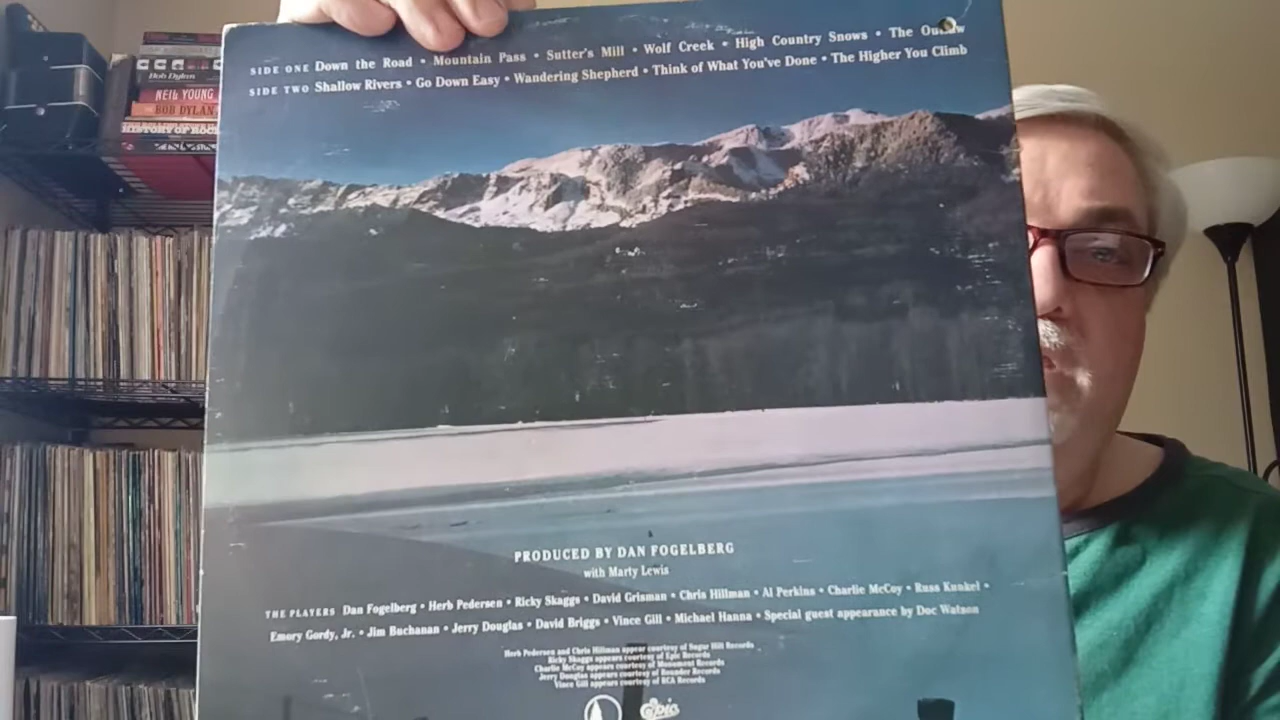 SIDE ONE Down the Road • Mountain Pass • Sutter's Mill • Wolf Creek • High Country Snows • The Outlaw
SIDE TWO Shallow Rivers • Go Down Easy • Wandering Shepherd • Think of What You've Done • The Higher You Climb
Bob Dylan
NEIL YOUNG
BOB DYLAN
HISTORY OF ROCK
PRODUCED BY DAN FOGELBERG
with Marty Lewis
THE PLAYERS Dan Fogelberg • Herb Pedersen • Ricky Skaggs • David Grisman • Chris Hillman • Al Perkins • Charlie McCoy • Russ Kunkel •
Emory Gordy, Jr. • Jim Buchanan • Jerry Douglas • David Briggs • Vince Gill • Michael Hanna • Special guest appearance by Doc Watson
Herb Pedersen and Chris Hillman appear courtesy of Sugar Hill Records
Ricky Skaggs appears courtesy of Epic Records
Charlie McCoy appears courtesy of Monument Records
Jerry Douglas appears courtesy of Rounder Records
Vince Gill appears courtesy of RCA Records
Epic